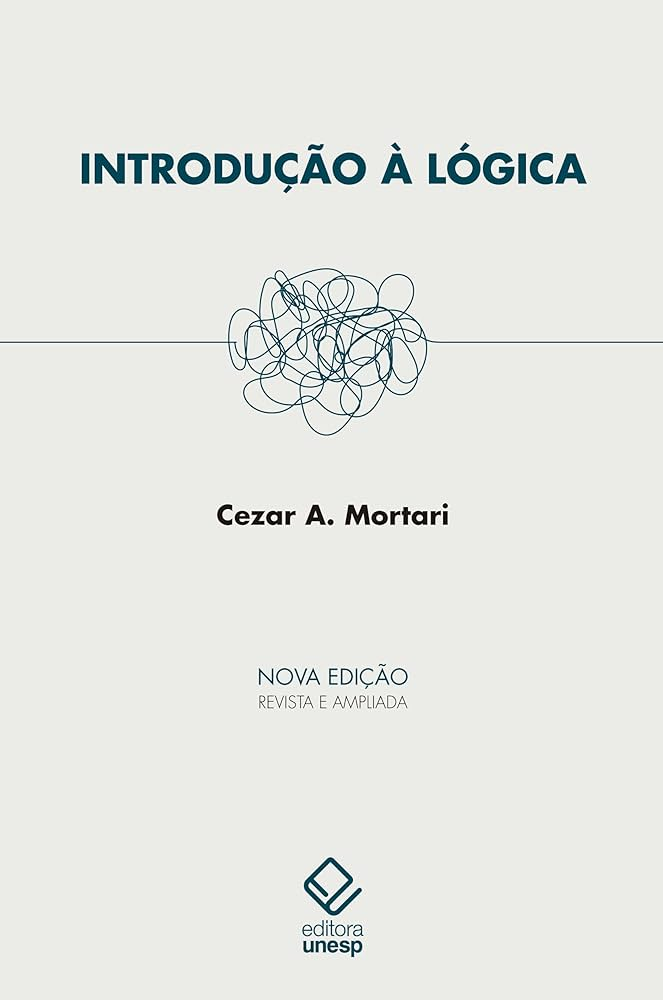 INTRODUÇÃO À LÓGICA
Cezar A. Mortari
NOVA EDIÇÃO
REVISTA E AMPLIADA
editora
unesp